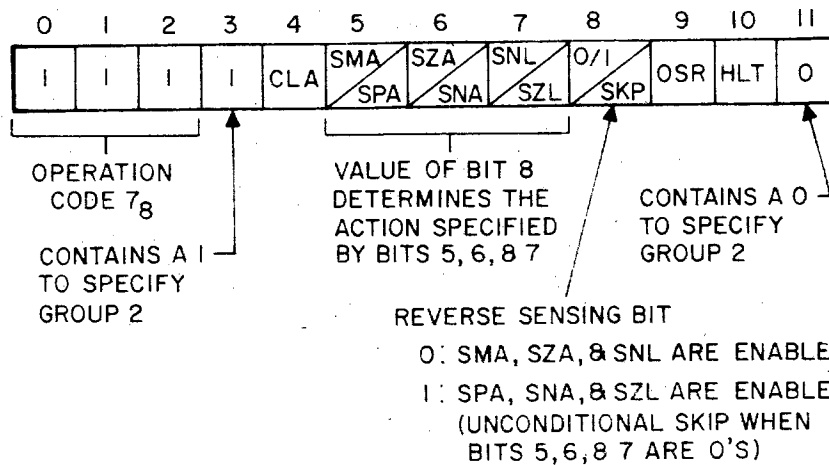 0 1 2 3 4 5 6 7 8 9 10 11
1 1 1 1 CLA SMA SPA SZA SNA SNL SZL 0/1 SKP OSR HLT 0
OPERATION
CODE 7₈
CONTAINS A 1
TO SPECIFY
GROUP 2
VALUE OF BIT 8
DETERMINES THE
ACTION SPECIFIED
BY BITS 5, 6, & 7
CONTAINS A 0
TO SPECIFY
GROUP 2
REVERSE SENSING BIT
0: SMA, SZA, & SNL ARE ENABLE
1: SPA, SNA, & SZL ARE ENABLE
(UNCONDITIONAL SKIP WHEN
BITS 5, 6, & 7 ARE 0'S)